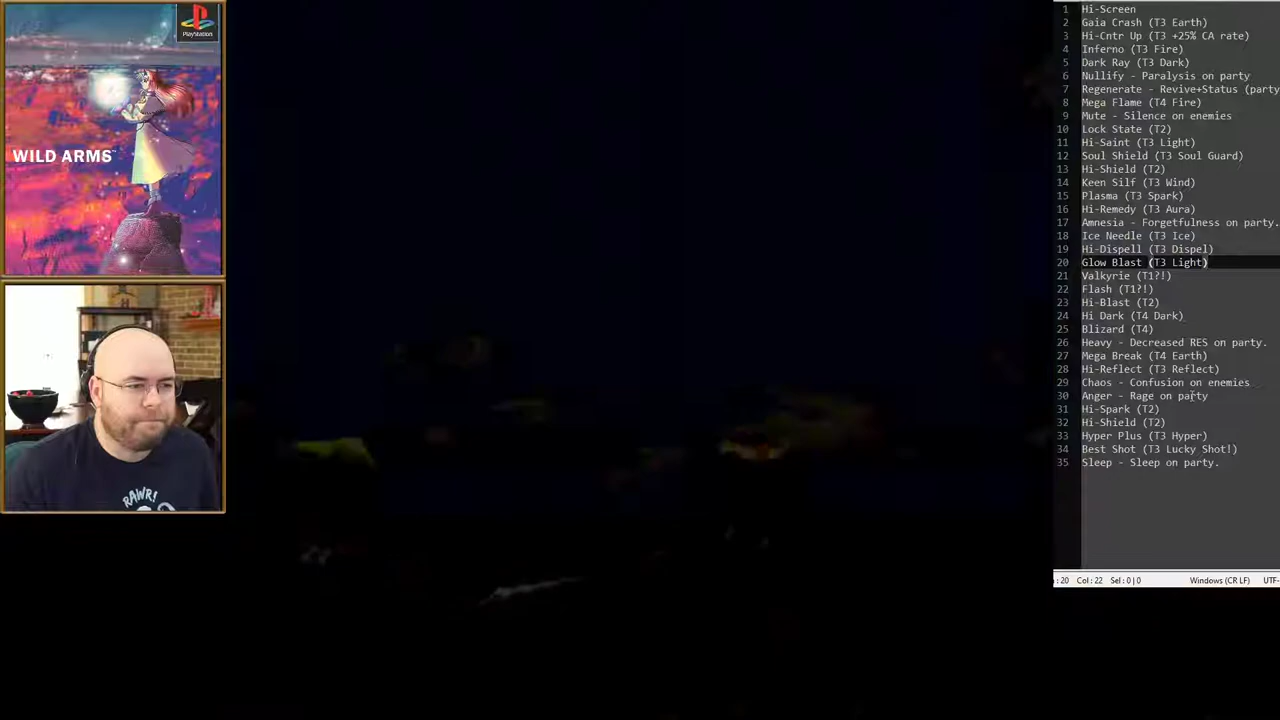 PlayStation
WILD ARMS
RAWR!
1 Hi-Screen
2 Gaia Crash (T3 Earth)
3 Hi-Cntr Up (T3 +25% CA rate)
4 Inferno (T3 Fire)
5 Dark Ray (T3 Dark)
6 Nullify - Paralysis on party
7 Regenerate - Revive+Status (party
8 Mega Flame (T4 Fire)
9 Mute - Silence on enemies
10 Lock State (T2)
11 Hi-Saint (T3 Light)
12 Soul Shield (T3 Soul Guard)
13 Hi-Shield (T2)
14 Keen Silf (T3 Wind)
15 Plasma (T3 Spark)
16 Hi-Remedy (T3 Aura)
17 Amnesia - Forgetfulness on party.
18 Ice Needle (T3 Ice)
19 Hi-Dispell (T3 Dispel)
20 Glow Blast (T3 Light)
21 Valkyrie (T1?!)
22 Flash (T1?!)
23 Hi-Blast (T2)
24 Hi Dark (T4 Dark)
25 Blizard (T4)
26 Heavy - Decreased RES on party.
27 Mega Break (T4 Earth)
28 Hi-Reflect (T3 Reflect)
29 Chaos - Confusion on enemies
30 Anger - Rage on party
31 Hi-Spark (T2)
32 Hi-Shield (T2)
33 Hyper Plus (T3 Hyper)
34 Best Shot (T3 Lucky Shot!)
35 Sleep - Sleep on party.
: 20 Col: 22 Sel: 0 | 0 Windows (CR LF) UTF-